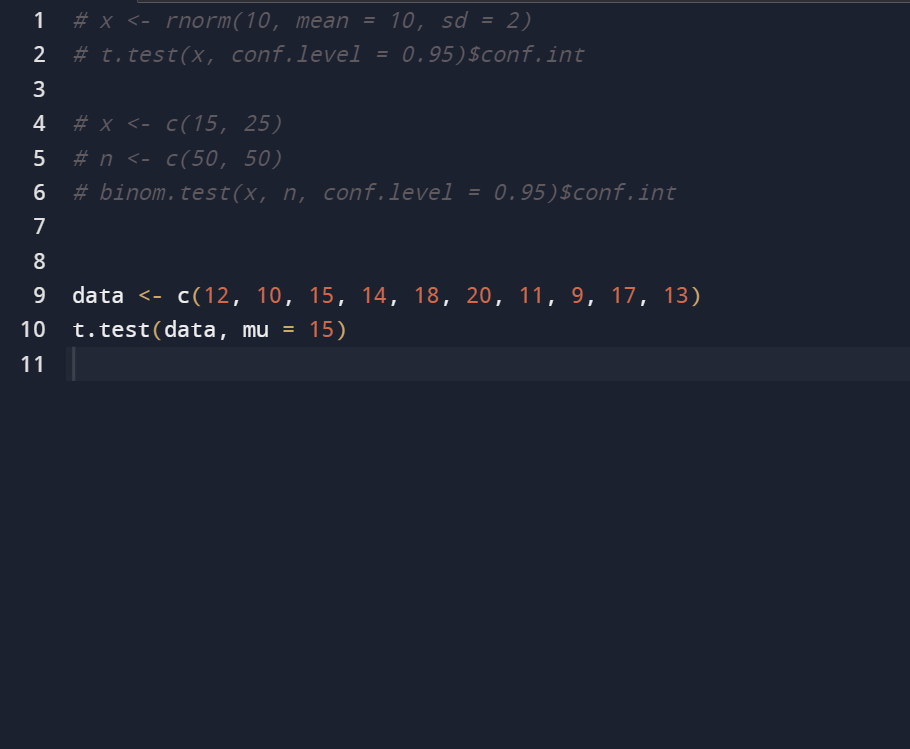 1 # x <- rnorm(10, mean = 10, sd = 2)
2 # t.test(x, conf.level = 0.95)$conf.int
3
4 # x <- c(15, 25)
5 # n <- c(50, 50)
6 # binom.test(x, n, conf.level = 0.95)$conf.int
7
8
9 data <- c(12, 10, 15, 14, 18, 20, 11, 9, 17, 13)
10 t.test(data, mu = 15)
11